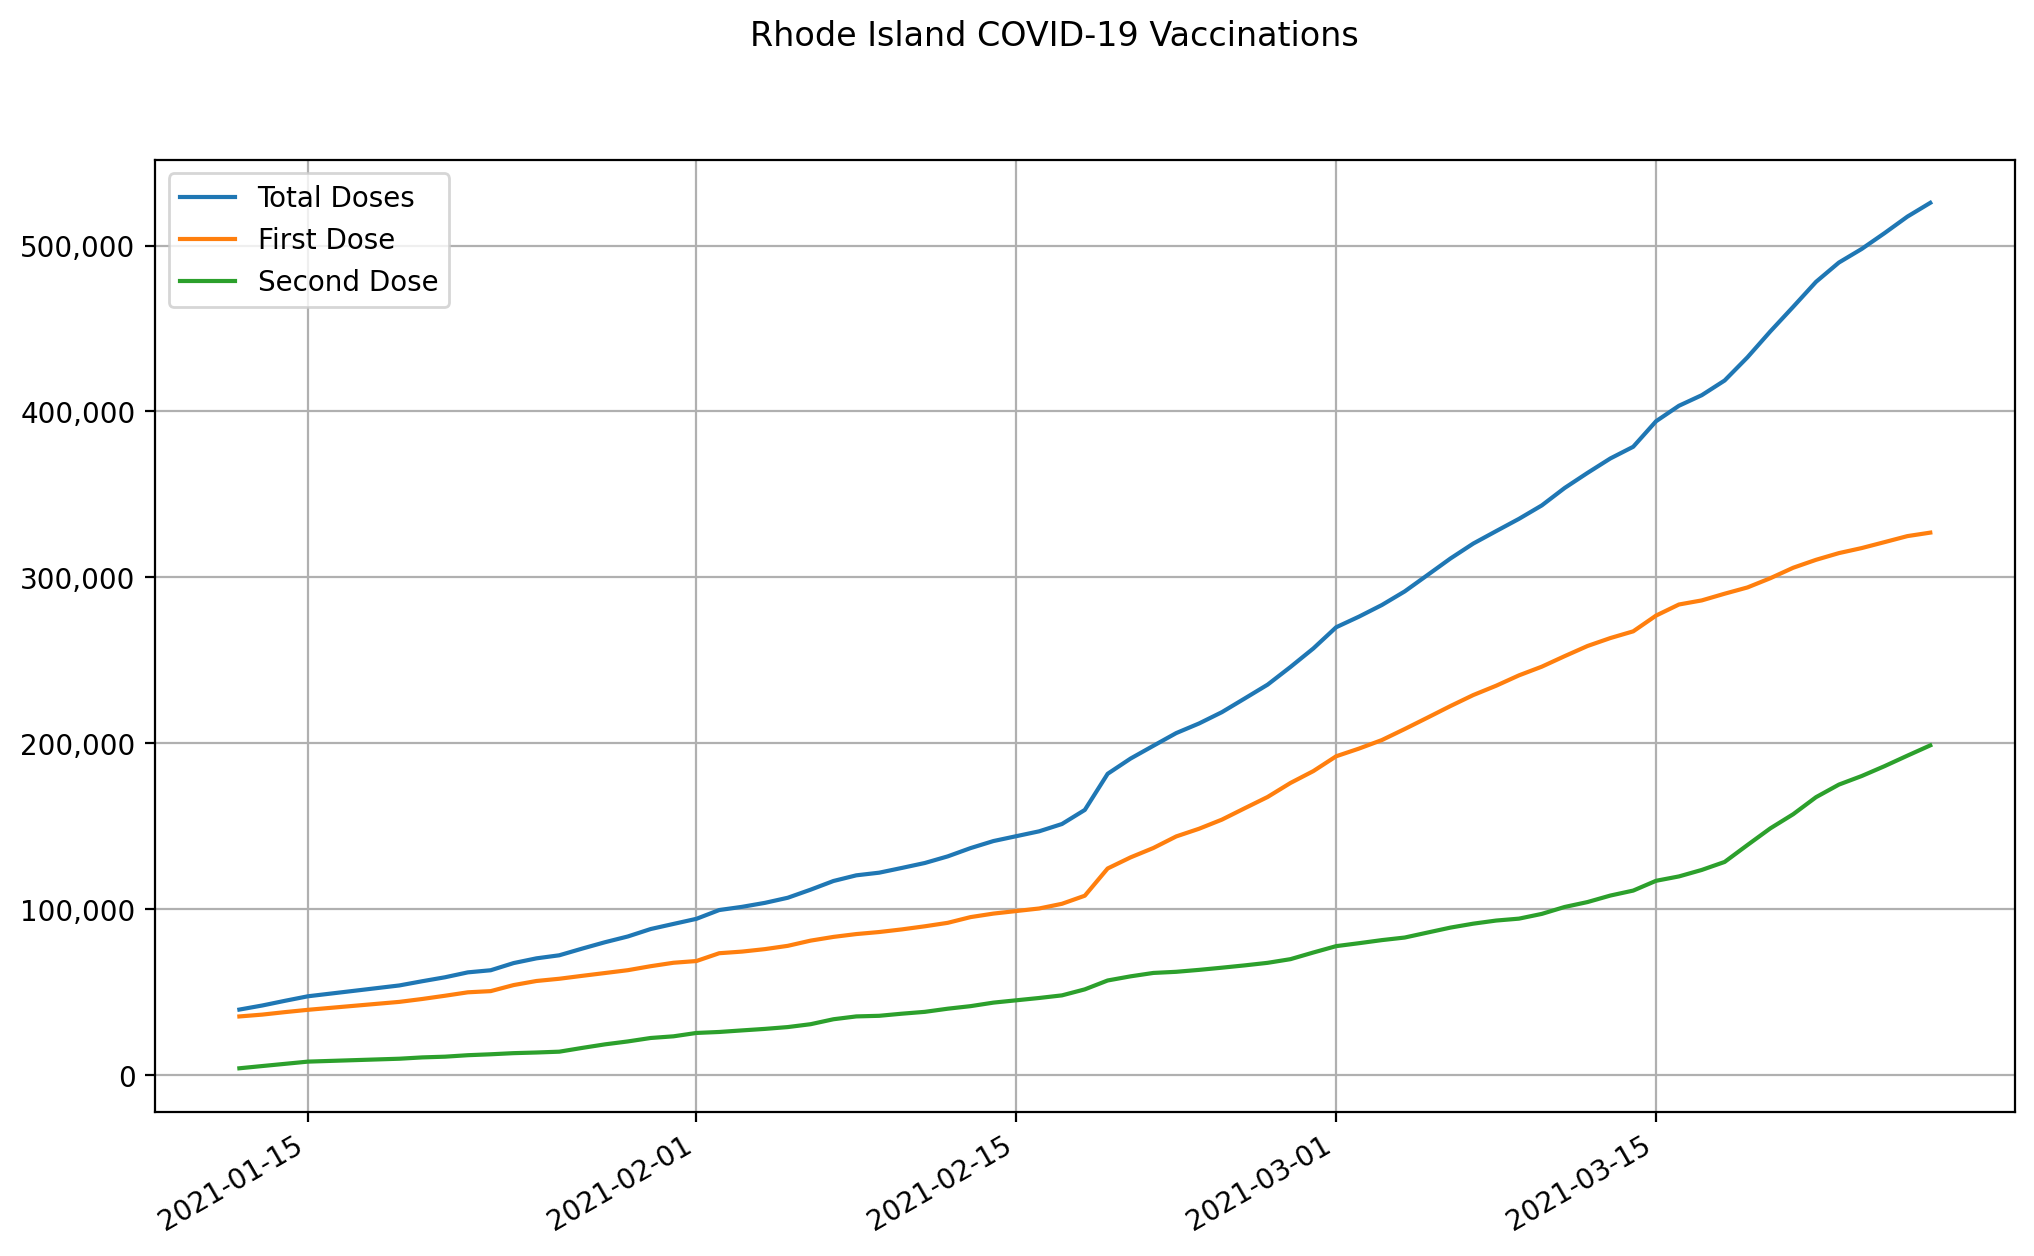 Rhode Island COVID-19 Vaccinations
Total Doses
First Dose
Second Dose
500,000
400,000
300,000
200,000
100,000
0
2021-01-15
2021-02-01
2021-02-15
2021-03-01
2021-03-15